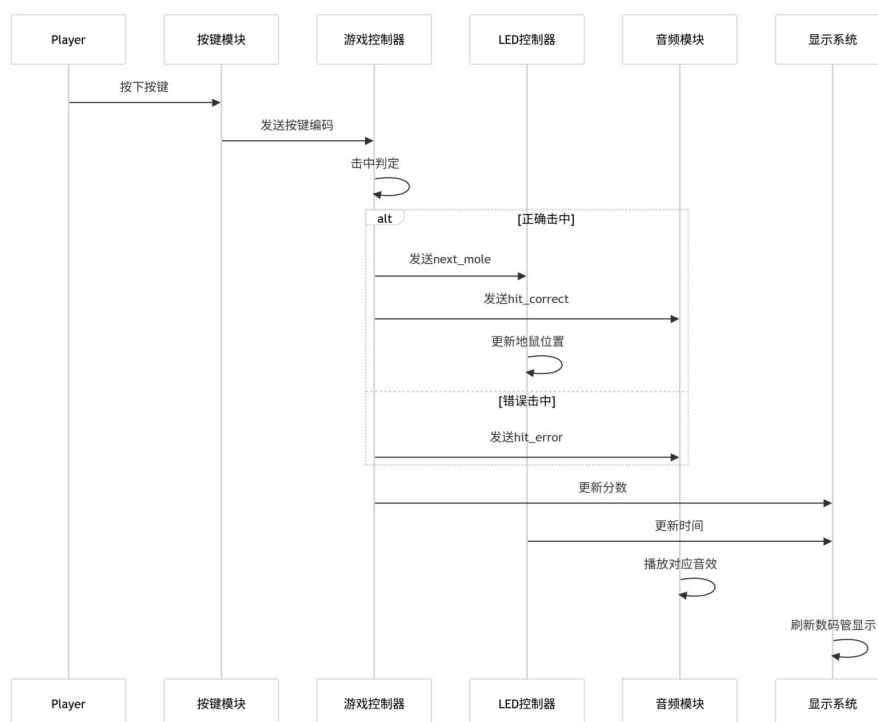 Player
按键模块
游戏控制器
LED控制器
音频模块
显示系统
按下按键
发送按键编码
击中判定
alt
[正确击中]
发送next_mole
发送hit_correct
更新地鼠位置
[错误击中]
发送hit_error
更新分数
更新时间
播放对应音效
刷新数码管显示
Player
按键模块
游戏控制器
LED控制器
音频模块
显示系统